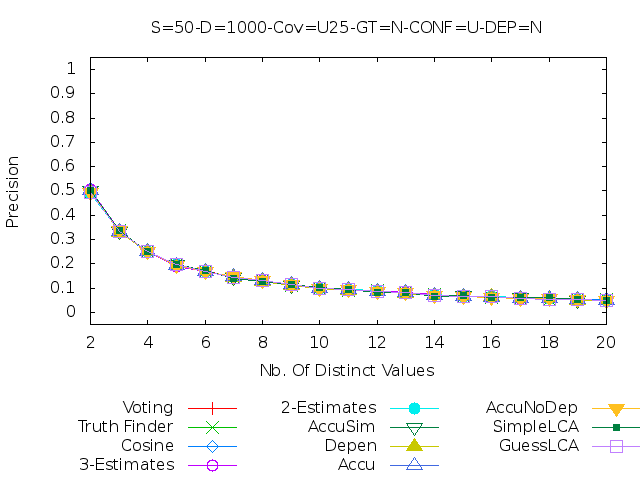 S=50-D=1000-Cov=U25-GT=N-CONF=U-DEP=N
1
0.9
0.8
0.7
0.6
0.5
0.4
0.3
0.2
0.1
0
Precision
2 4 6 8 10 12 14 16 18 20
Nb. Of Distinct Values
Voting 2-Estimates AccuNoDep
Truth Finder AccuSim SimpleLCA
Cosine Depen GuessLCA
3-Estimates Accu